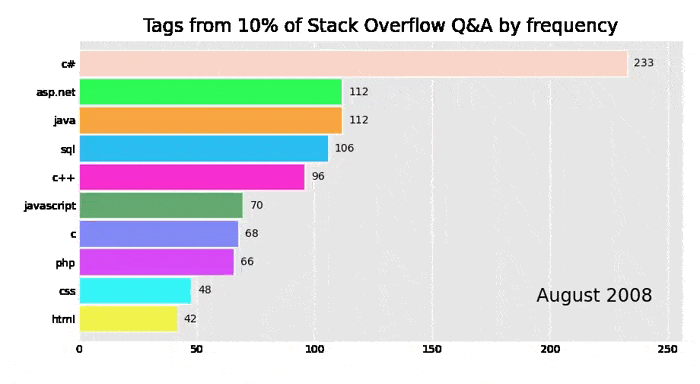 Tags from 10% of Stack Overflow Q&A by frequency
c# 233
asp.net 112
java 112
sql 106
c++ 96
javascript 70
c 68
php 66
css 48
html 42
August 2008
0 50 100 150 200 250